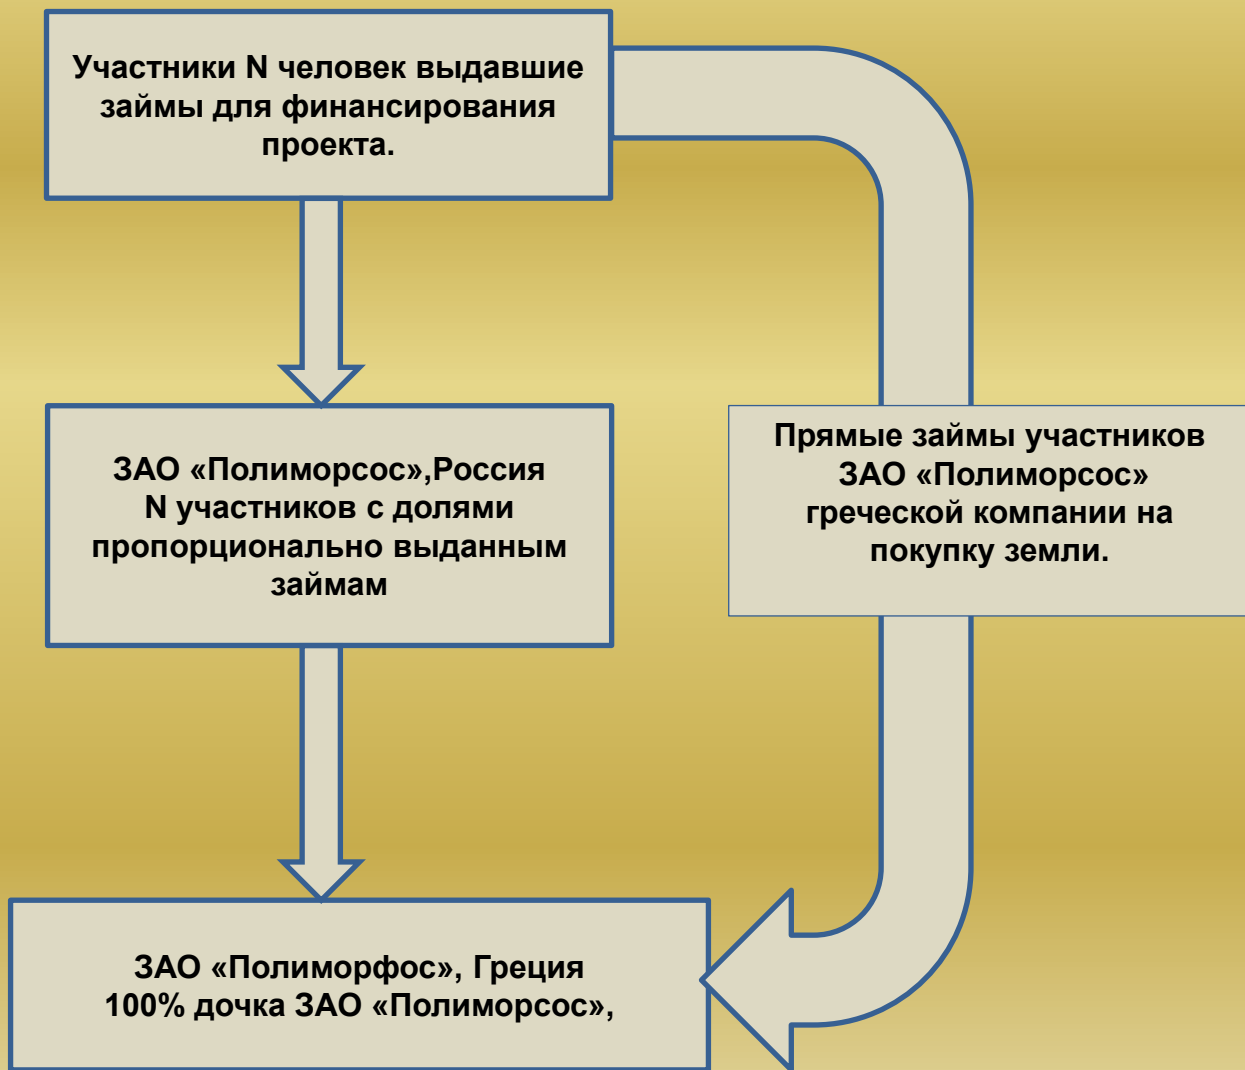 Участники N человек выдавшие
займы для финансирования
проекта.
ЗАО «Полиморсос»,Россия
N участников с долями
пропорционально выданным
займам
Прямые займы участников
ЗАО «Полиморсос»
греческой компании на
покупку земли.
ЗАО «Полиморфос», Греция
100% дочка ЗАО «Полиморсос»,